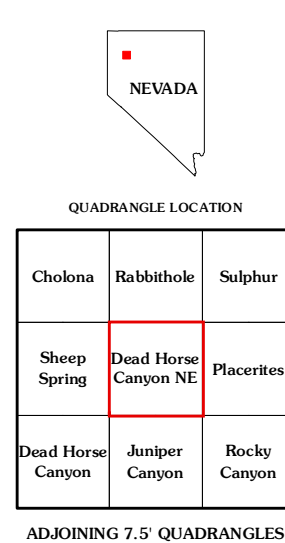 NEVADA
QUADRANGLE LOCATION
Cholona
Rabbithole
Sulphur
Sheep
Spring
Dead Horse
Canyon NE
Placerites
Dead Horse
Canyon
Juniper
Canyon
Rocky
Canyon
ADJOINING 7.5' QUADRANGLES